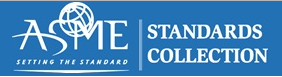 ASME
SETTING THE STANDARD
STANDARDS
COLLECTION